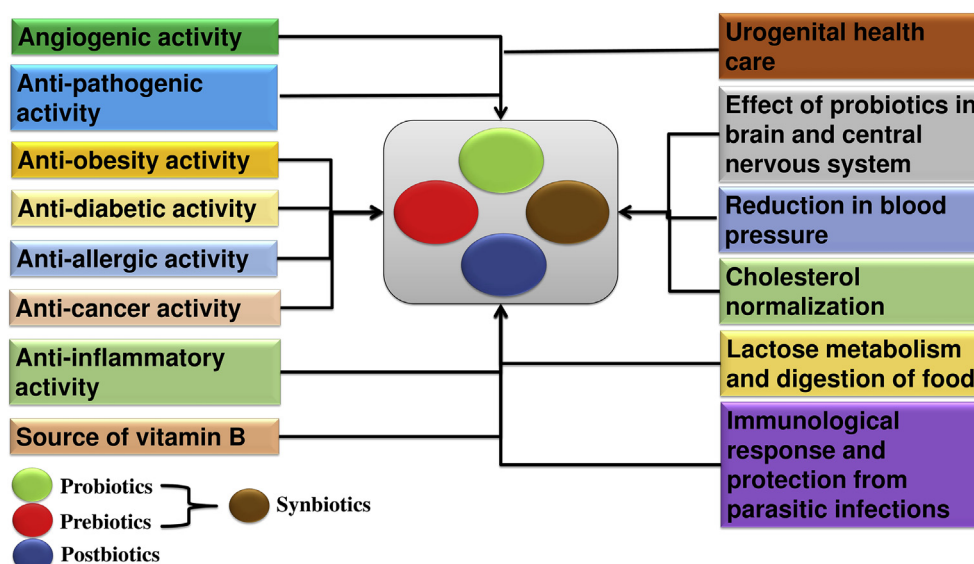 Angiogenic activity
Anti-pathogenic
activity
Anti-obesity activity
Anti-diabetic activity
Anti-allergic activity
Anti-cancer activity
Anti-inflammatory
activity
Source of vitamin B
Urogenital health
care
Effect of probiotics in
brain and central
nervous system
Reduction in blood
pressure
Cholesterol
normalization
Lactose metabolism
and digestion of food
Immunological
response and
protection from
parasitic infections
Probiotics
Prebiotics
Synbiotics
Postbiotics